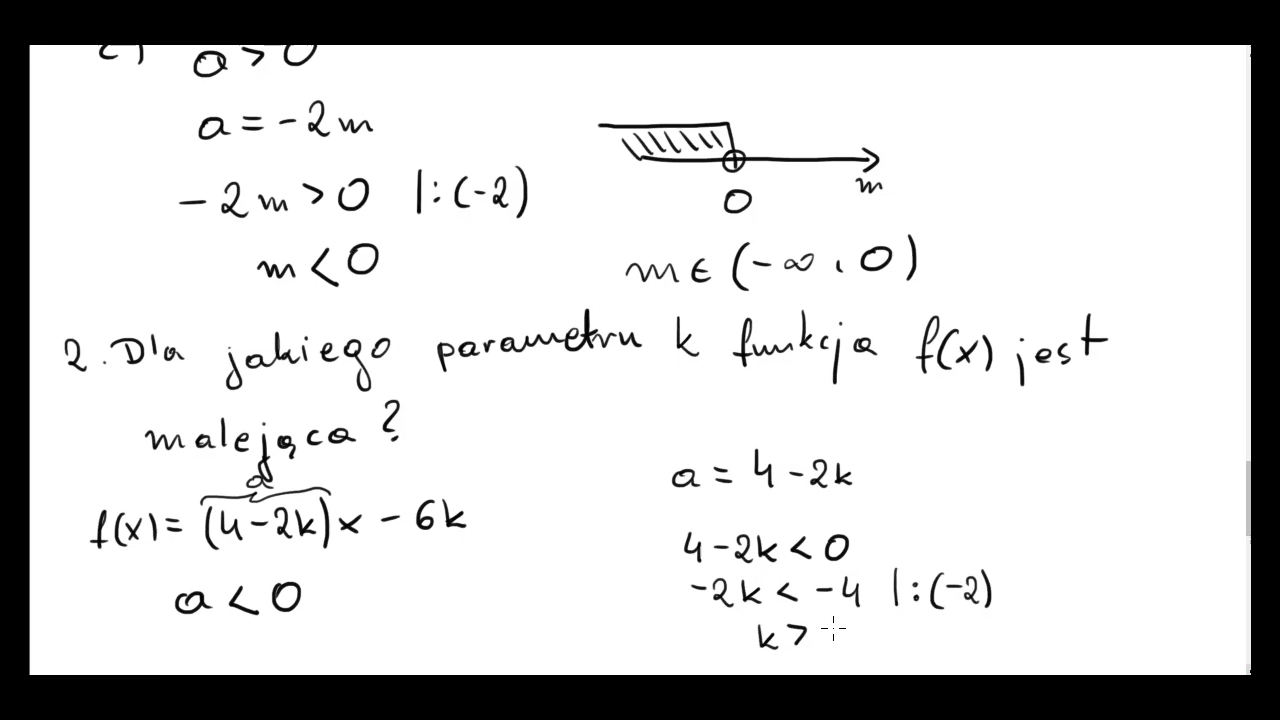 c) a > 0
a = -2m
-2m > 0 |:(-2)
m < 0
m
0
m ∈ (-∞, 0)
2. Dla jakiego parametru k funkcja f(x) jest
malejąca?
a
f(x) = (4-2k)x - 6k
a < 0
a = 4 - 2k
4 - 2k < 0
-2k < -4 |:(-2)
k >